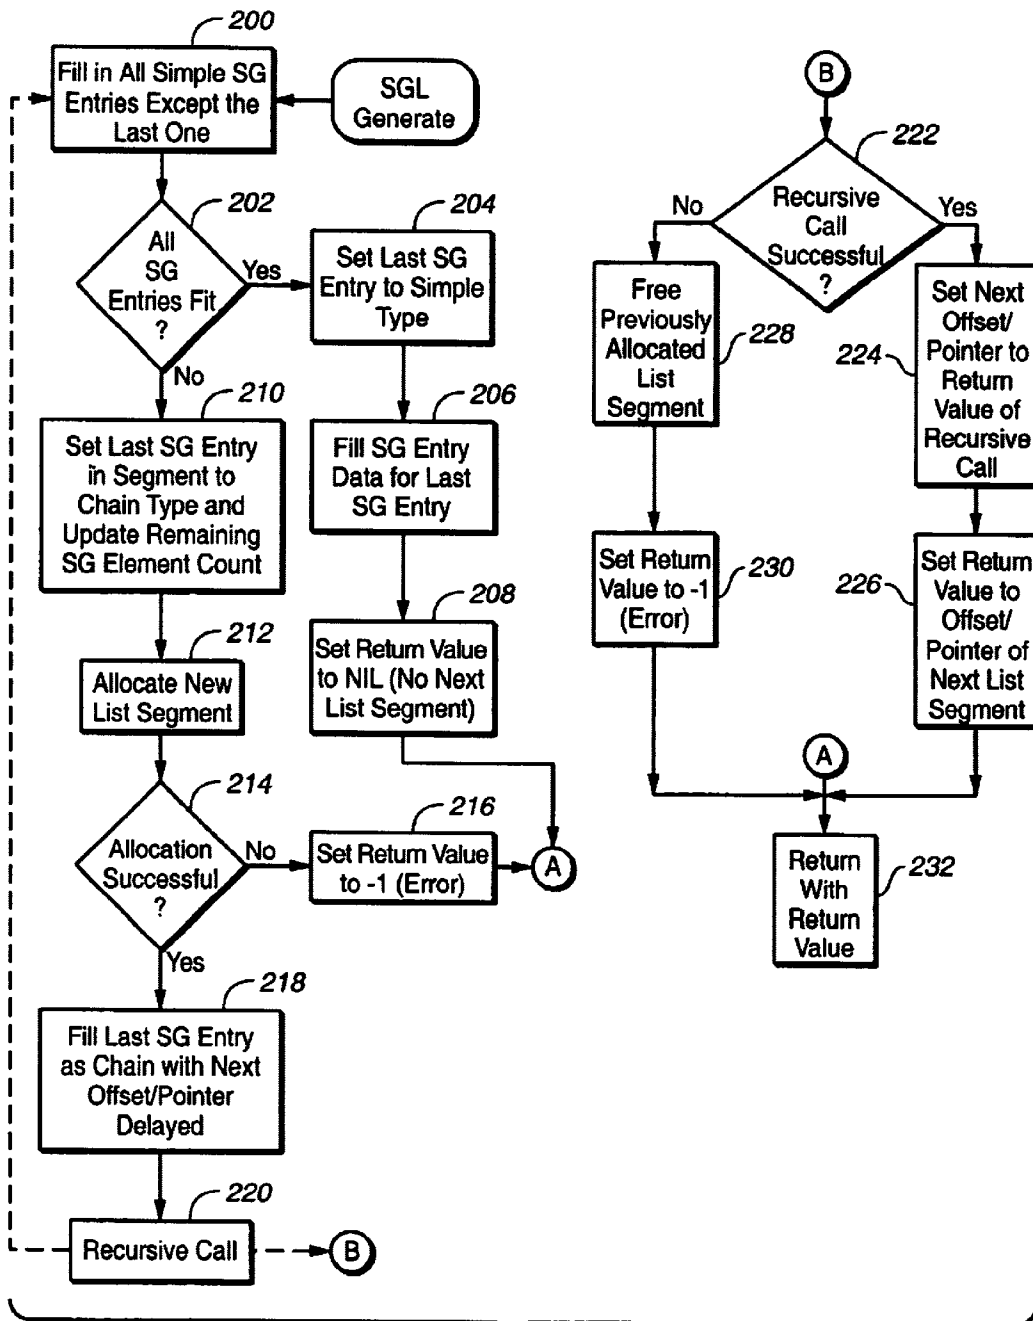 200
Fill in All Simple SG
Entries Except the
Last One
SGL
Generate
202
All
SG
Entries Fit
?
Yes
No
204
Set Last SG
Entry to Simple
Type
206
Fill SG Entry
Data for Last
SG Entry
208
Set Return Value
to NIL (No Next
List Segment)
210
Set Last SG Entry
in Segment to
Chain Type and
Update Remaining
SG Element Count
212
Allocate New
List Segment
214
Allocation
Successful
?
No
Yes
216
Set Return Value
to -1 (Error)
A
218
Fill Last SG Entry
as Chain with Next
Offset/Pointer
Delayed
220
Recursive Call
B
B
222
Recursive
Call
Successful
?
No
Yes
Free
Previously
Allocated
List
Segment
228
Set Return
Value to -1
(Error)
230
224
Set Next
Offset/
Pointer to
Return
Value of
Recursive
Call
226
Set Return
Value to
Offset/
Pointer of
Next List
Segment
A
Return
With
Return
Value
232